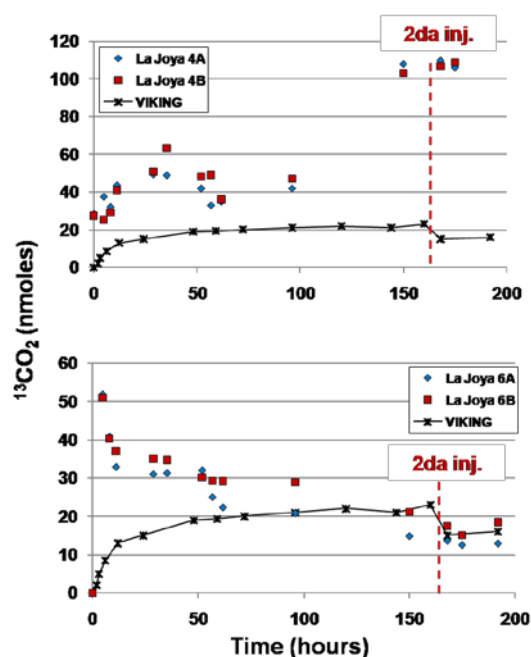 2da inj.
La Joya 4A
La Joya 4B
VIKING
120
100
80
60
40
20
0
0 50 100 150 200
¹³CO₂ (nmoles)
La Joya 6A
La Joya 6B
VIKING
2da inj.
60
50
40
30
20
10
0
0 50 100 150 200
Time (hours)